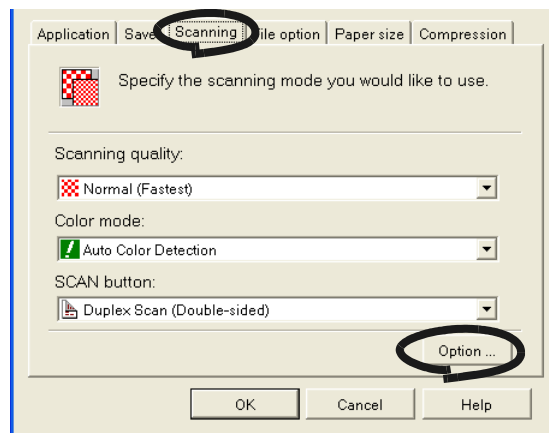 Application Save Scanning File option Paper size Compression
Specify the scanning mode you would like to use.
Scanning quality:
Normal (Fastest)
Color mode:
Auto Color Detection
SCAN button:
Duplex Scan (Double-sided)
Option ...
OK Cancel Help